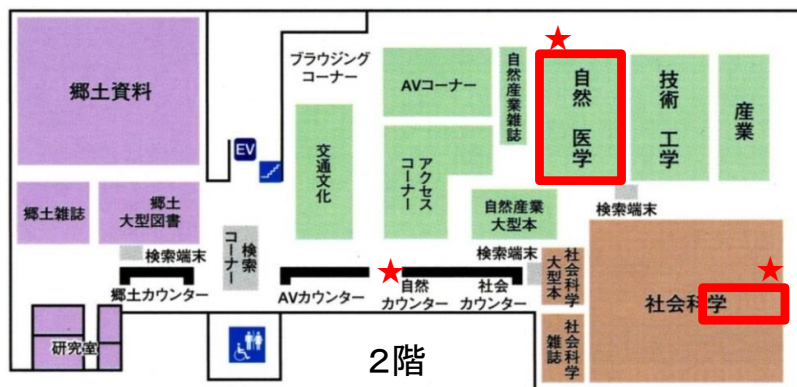 郷土資料
EV
ブラウジング
コーナー
AVコーナー
自然産業雑誌
自然 医学
技術 工学
産業
交通文化
アクセス
コーナー
郷土雑誌
郷土
大型図書
自然産業
大型本
検索端末
検索端末
検索
コーナー
検索端末
社会科学
大型本
社会科学
郷土カウンター
AVカウンター
自然
カウンター
社会
カウンター
研究室
2階
社会科学
雑誌